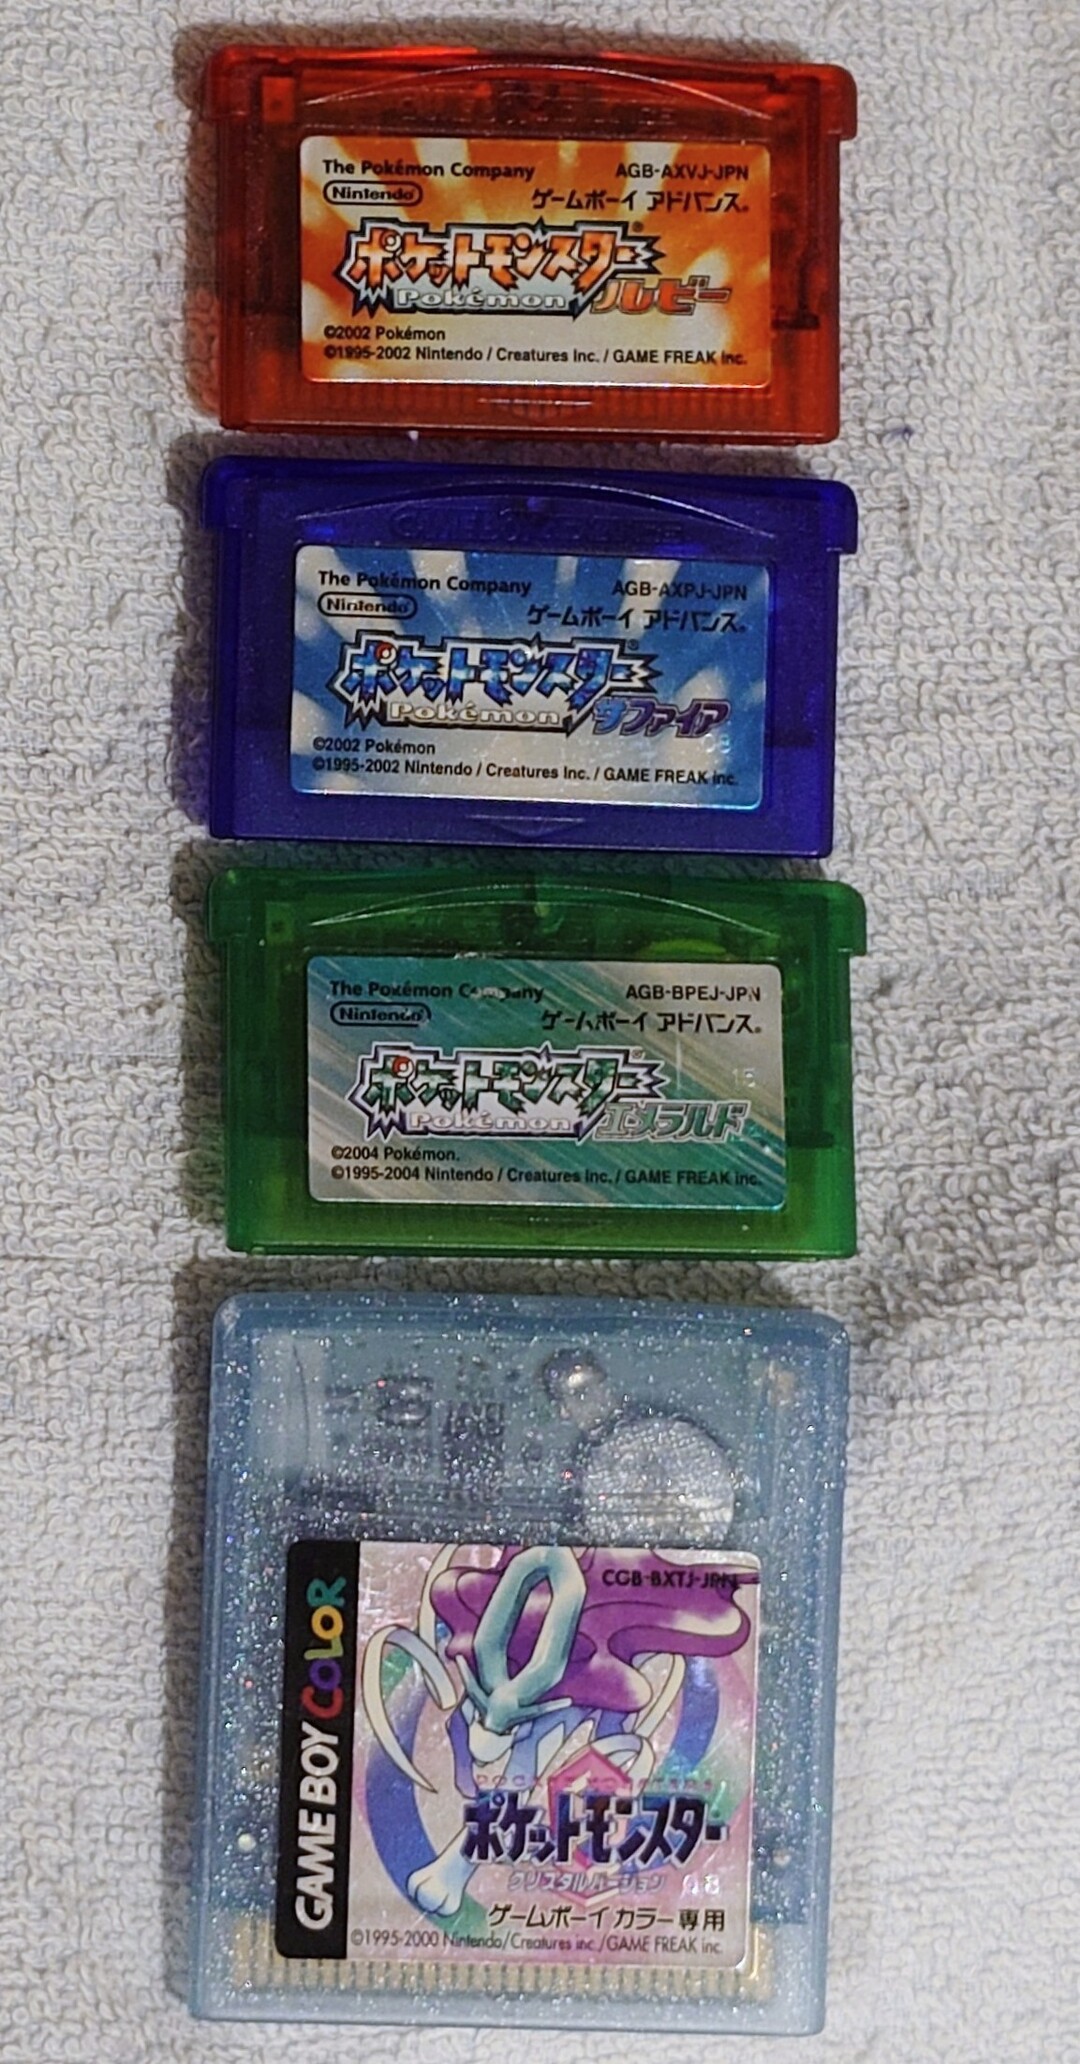 The Pokémon Company
AGB-AXVJ-JPN
Nintendo
ゲームボーイ アドバンス®
ポケットモンスター®
Pokémon ルビー
©2002 Pokémon
©1995-2002 Nintendo / Creatures Inc. / GAME FREAK inc.
The Pokémon Company
AGB-AXPJ-JPN
Nintendo
ゲームボーイ アドバンス®
ポケットモンスター®
Pokémon サファイア
©2002 Pokémon
©1995-2002 Nintendo / Creatures Inc. / GAME FREAK inc.
The Pokémon Company
AGB-BPEJ-JPN
Nintendo
ゲームボーイ アドバンス®
15
ポケットモンスター®
Pokémon エメラルド
©2004 Pokémon.
©1995-2004 Nintendo / Creatures Inc. / GAME FREAK inc.
GAME BOY COLOR
CGB-BXTJ-JPN
POCKET MONSTERS
ポケットモンスター
クリスタルバージョン
ゲームボーイ カラー専用
©1995-2000 Nintendo/Creatures inc./GAME FREAK inc.